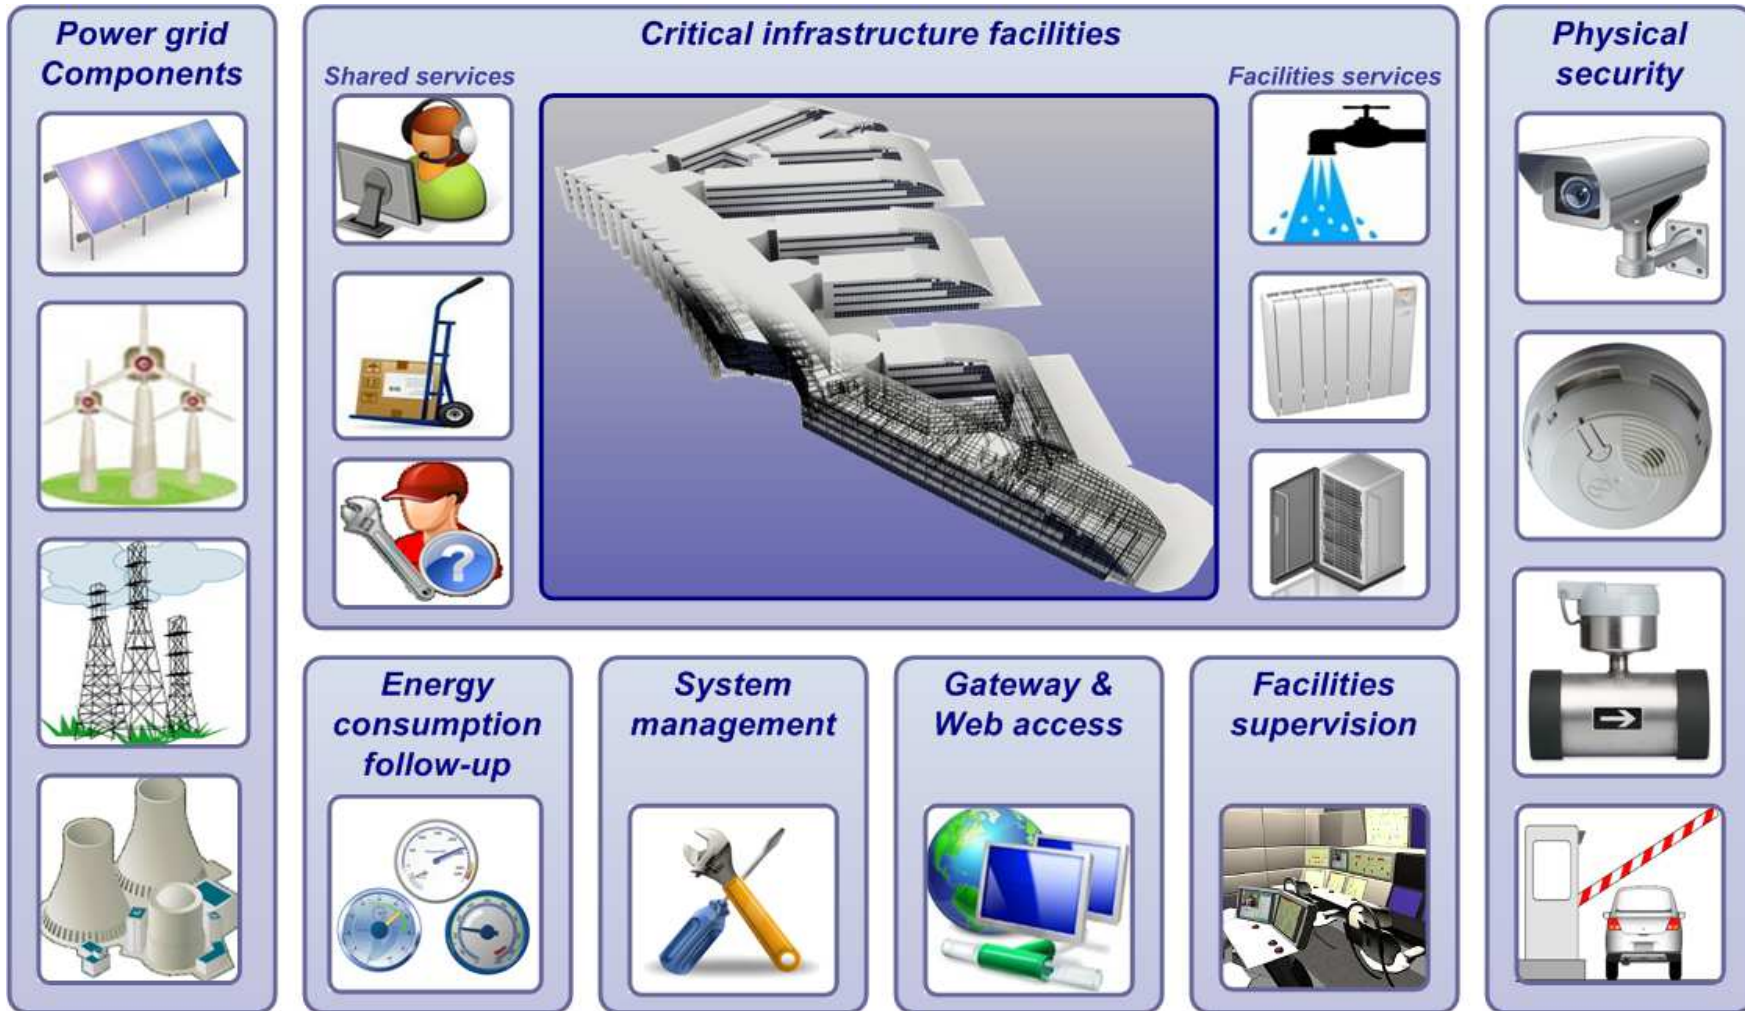 Power grid
Components
Critical infrastructure facilities
Shared services
Facilities services
Physical
security
Energy
consumption
follow-up
System
management
Gateway &
Web access
Facilities
supervision
?